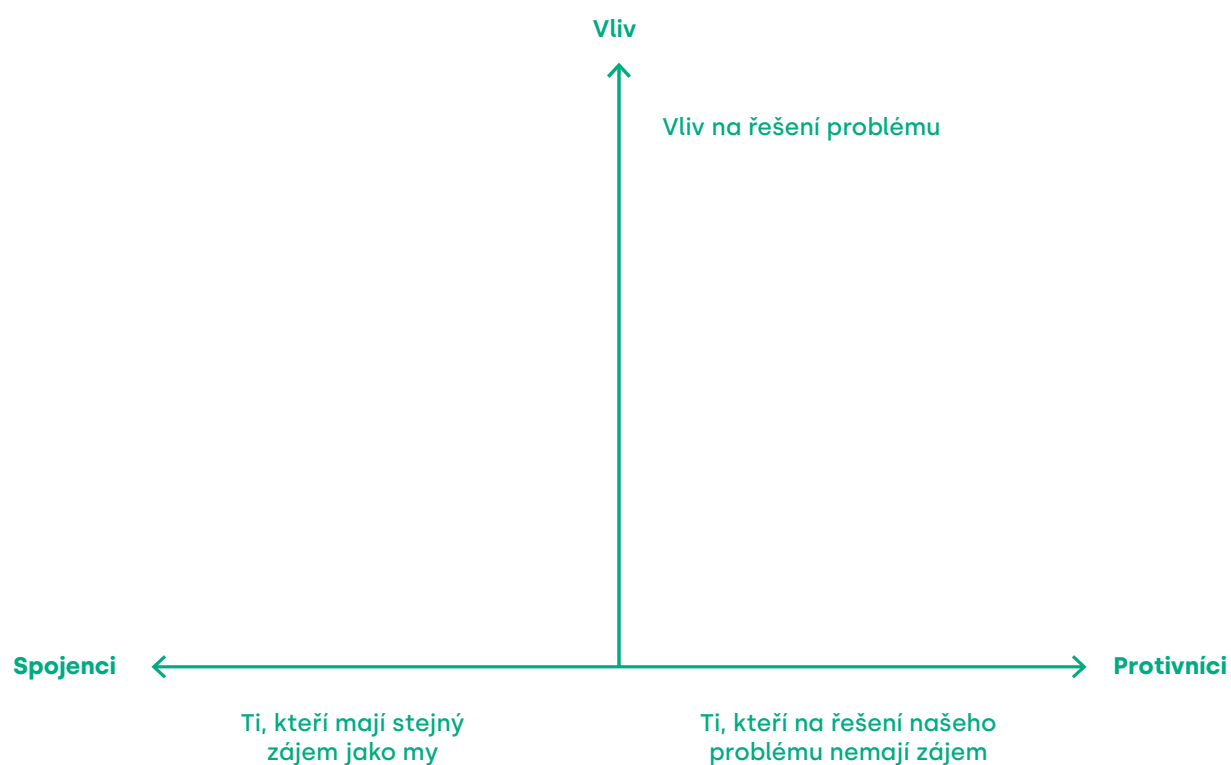 Vliv
Vliv na řešení problému
Spojenci
Protivníci
Ti, kteří mají stejný
zájem jako my
Ti, kteří na řešení našeho
problému nemají zájem